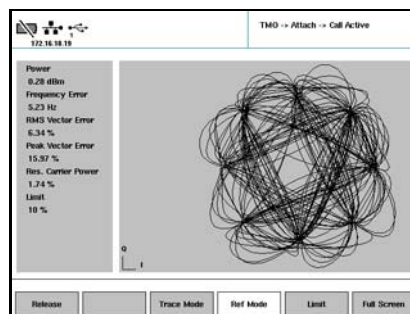 TMO -> Attach -> Call Active
1
172.16.18.19
Power
0.28 dBm
Frequency Error
5.23 Hz
RMS Vector Error
6.34 %
Peak Vector Error
15.97 %
Res. Carrier Power
1.74 %
Limit
10 %
Q
I
Release
Trace Mode
Ref Mode
Limit
Full Screen